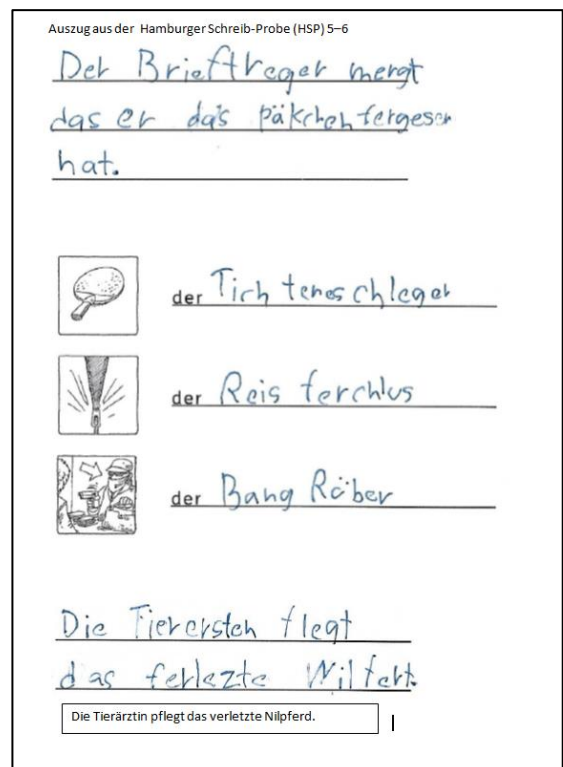 Auszug aus der Hamburger Schreib-Probe (HSP) 5–6
Der Brieftreger mergt
das er das päkchen fergesen
hat.
der Tich teneschleger
der Reis ferchlus
der Bang Röber
Die Tierersten flegt
das ferlezte Wilfert.
Die Tierärztin pflegt das verletzte Nilpferd.